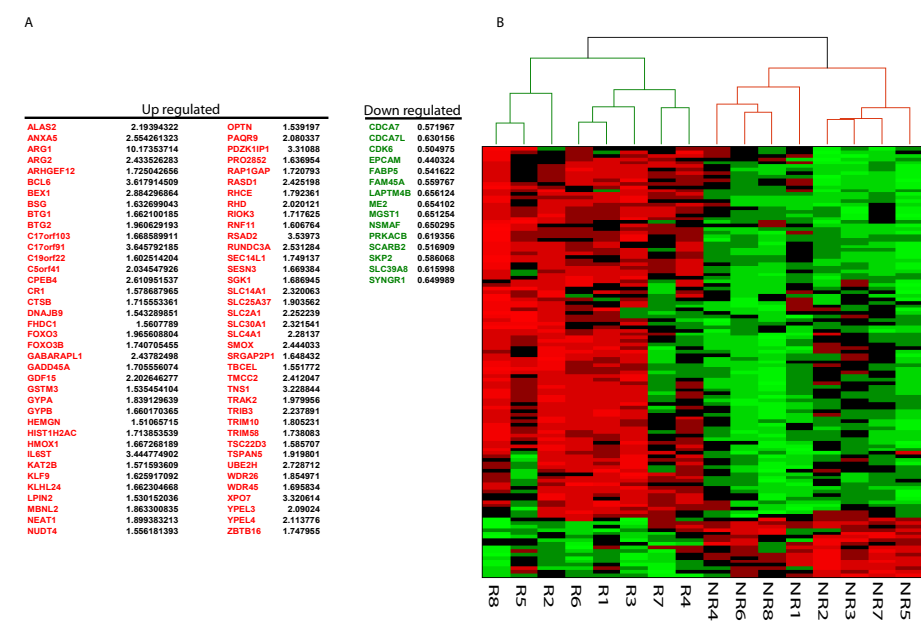 A
B
Up regulated
Down regulated
ALAS2 2.19394322 OPTN 1.539197 CDCA7 0.571967
ANXA5 2.554261323 PAQR9 2.080337 CDCA7L 0.630156
ARG1 10.17353714 PDZK1IP1 3.31088 CDK6 0.504975
ARG2 2.433526283 PRO2852 1.636954 EPCAM 0.440324
ARHGEF12 1.725042656 RAP1GAP 1.720793 FABP5 0.541622
BCL6 3.617914509 RASD1 2.425198 FAM45A 0.559767
BEX1 2.884296864 RHCE 1.792361 LAPTM4B 0.656124
BSG 1.632699043 RHD 2.020121 ME2 0.654102
BTG1 1.662100185 RIOK3 1.717625 MGST1 0.651254
BTG2 1.960629193 RNF11 1.606764 NSMAF 0.650295
C17orf103 1.668589911 RSAD2 3.53973 PRKACB 0.619356
C17orf91 3.645792185 RUNDC3A 2.531284 SCARB2 0.516909
C19orf22 1.602514204 SEC14L1 1.749137 SKP2 0.586068
C5orf41 2.034547926 SESN3 1.669384 SLC39A8 0.615998
CPEB4 2.610951537 SGK1 1.686945 SYNGR1 0.649989
CR1 1.578687965 SLC14A1 2.320063
CTSB 1.715553361 SLC25A37 1.903562
DNAJB9 1.543289851 SLC2A1 2.252239
FHDC1 1.5607789 SLC30A1 2.321541
FOXO3 1.965608804 SLC4A1 2.28137
FOXO3B 1.740705455 SMOX 2.444033
GABARAPL1 2.43782498 SRGAP2P1 1.648432
GADD45A 1.705556074 TBCEL 1.551772
GDF15 2.202646277 TMCC2 2.412047
GSTM3 1.535454104 TNS1 3.228844
GYPA 1.839129639 TRAK2 1.979956
GYPB 1.660170365 TRIB3 2.237891
HEMGN 1.51065715 TRIM10 1.805231
HIST1H2AC 1.713853539 TRIM58 1.738083
HMOX1 1.667268189 TSC22D3 1.585707
IL6ST 3.444774902 TSPAN5 1.919801
KAT2B 1.571593609 UBE2H 2.728712
KLF9 1.625917092 WDR26 1.854971
KLHL24 1.662304668 WDR45 1.695834
LPIN2 1.530152036 XPO7 3.320614
MBNL2 1.863300835 YPEL3 2.09024
NEAT1 1.899383213 YPEL4 2.113776
NUDT4 1.556181393 ZBTB16 1.747955
R8 R5 R2 R6 R1 R3 R7 R4 NR4 NR6 NR8 NR1 NR2 NR3 NR7 NR5